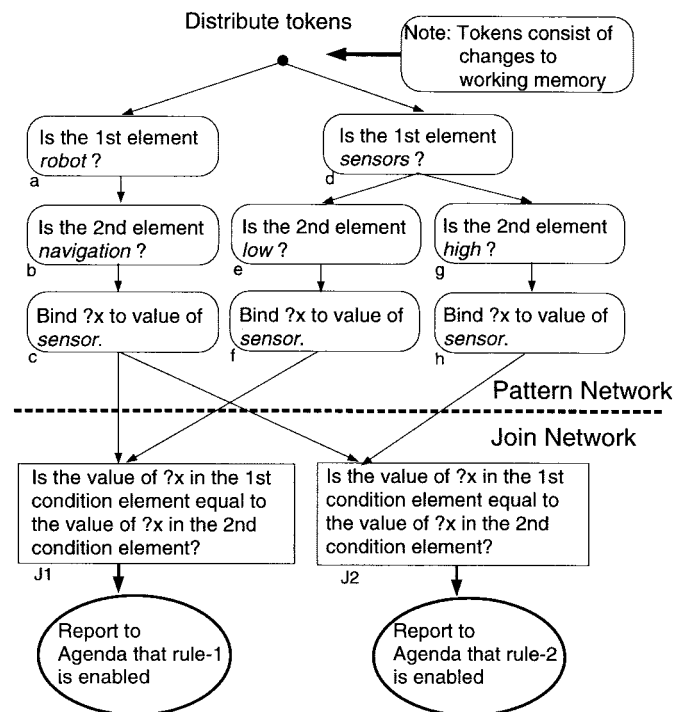 Distribute tokens
Note: Tokens consist of
changes to
working memory
Is the 1st element
robot ?
a
Is the 1st element
sensors ?
d
Is the 2nd element
navigation ?
b
Is the 2nd element
low ?
e
Is the 2nd element
high ?
g
Bind ?x to value of
sensor.
c
Bind ?x to value of
sensor.
f
Bind ?x to value of
sensor.
h
Pattern Network
Join Network
Is the value of ?x in the 1st
condition element equal to
the value of ?x in the 2nd
condition element?
J1
Is the value of ?x in the 1st
condition element equal to
the value of ?x in the 2nd
condition element?
J2
Report to
Agenda that rule-1
is enabled
Report to
Agenda that rule-2
is enabled